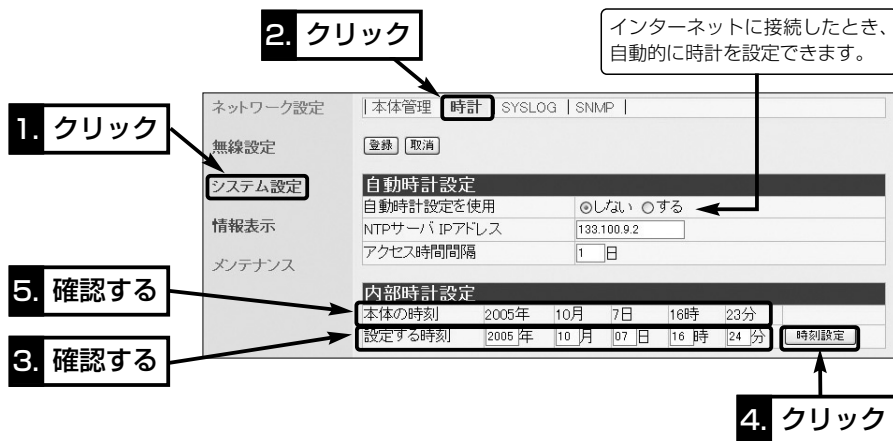 2. クリック
インターネットに接続したとき、
自動的に時計を設定できます。
1. クリック
ネットワーク設定
無線設定
システム設定
情報表示
メンテナンス
|本体管理 時計 SYSLOG | SNMP |
登録 取消
自動時計設定
自動時計設定を使用 ◉しない ○する
NTPサーバ IPアドレス 133.100.9.2
アクセス時間間隔 1 日
5. 確認する
内部時計設定
本体の時刻 2005年 10月 7日 16時 23分
3. 確認する
設定する時刻 2005 年 10 月 07 日 16 時 24 分 時刻設定
4. クリック